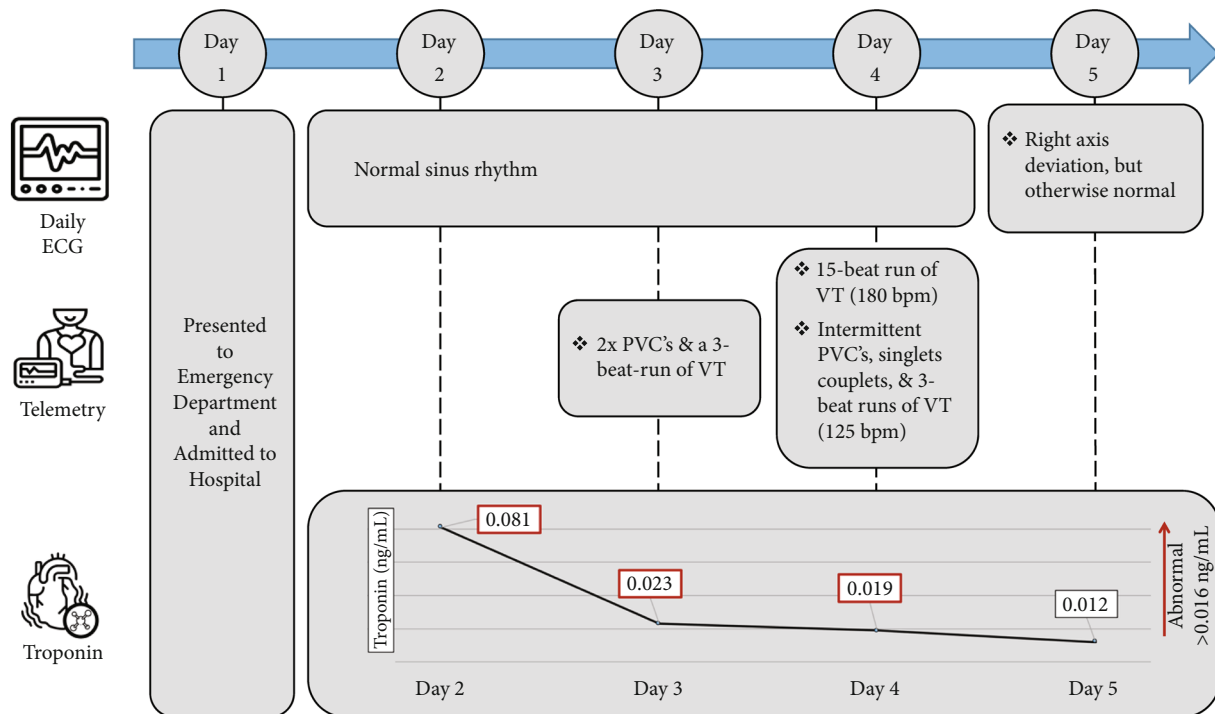 Day
1
Day
2
Day
3
Day
4
Day
5
Daily
ECG
Normal sinus rhythm
❖ Right axis
deviation, but
otherwise normal
Presented
to
Emergency
Department
and
Admitted to
Hospital
Telemetry
❖ 2x PVC’s & a 3-
beat-run of VT
❖ 15-beat run of
VT (180 bpm)
❖ Intermittent
PVC’s, singlets
couplets, & 3-
beat runs of VT
(125 bpm)
Troponin
Troponin (ng/mL)
0.081
0.023
0.019
0.012
Abnormal
>0.016 ng/mL
Day 2
Day 3
Day 4
Day 5